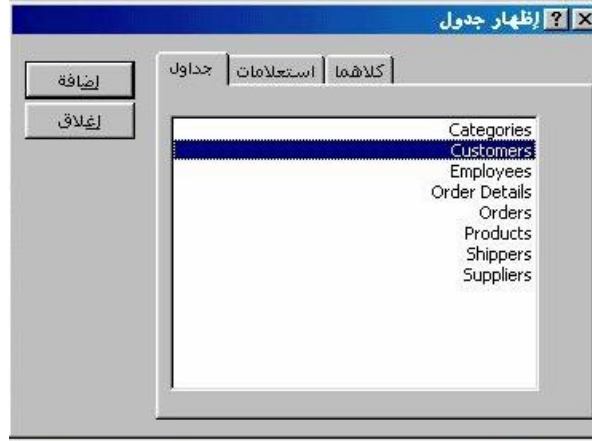 إظهار جدول
جداول استعلامات كلاهما
إضافة
إغلاق
Categories
Customers
Employees
Order Details
Orders
Products
Shippers
Suppliers